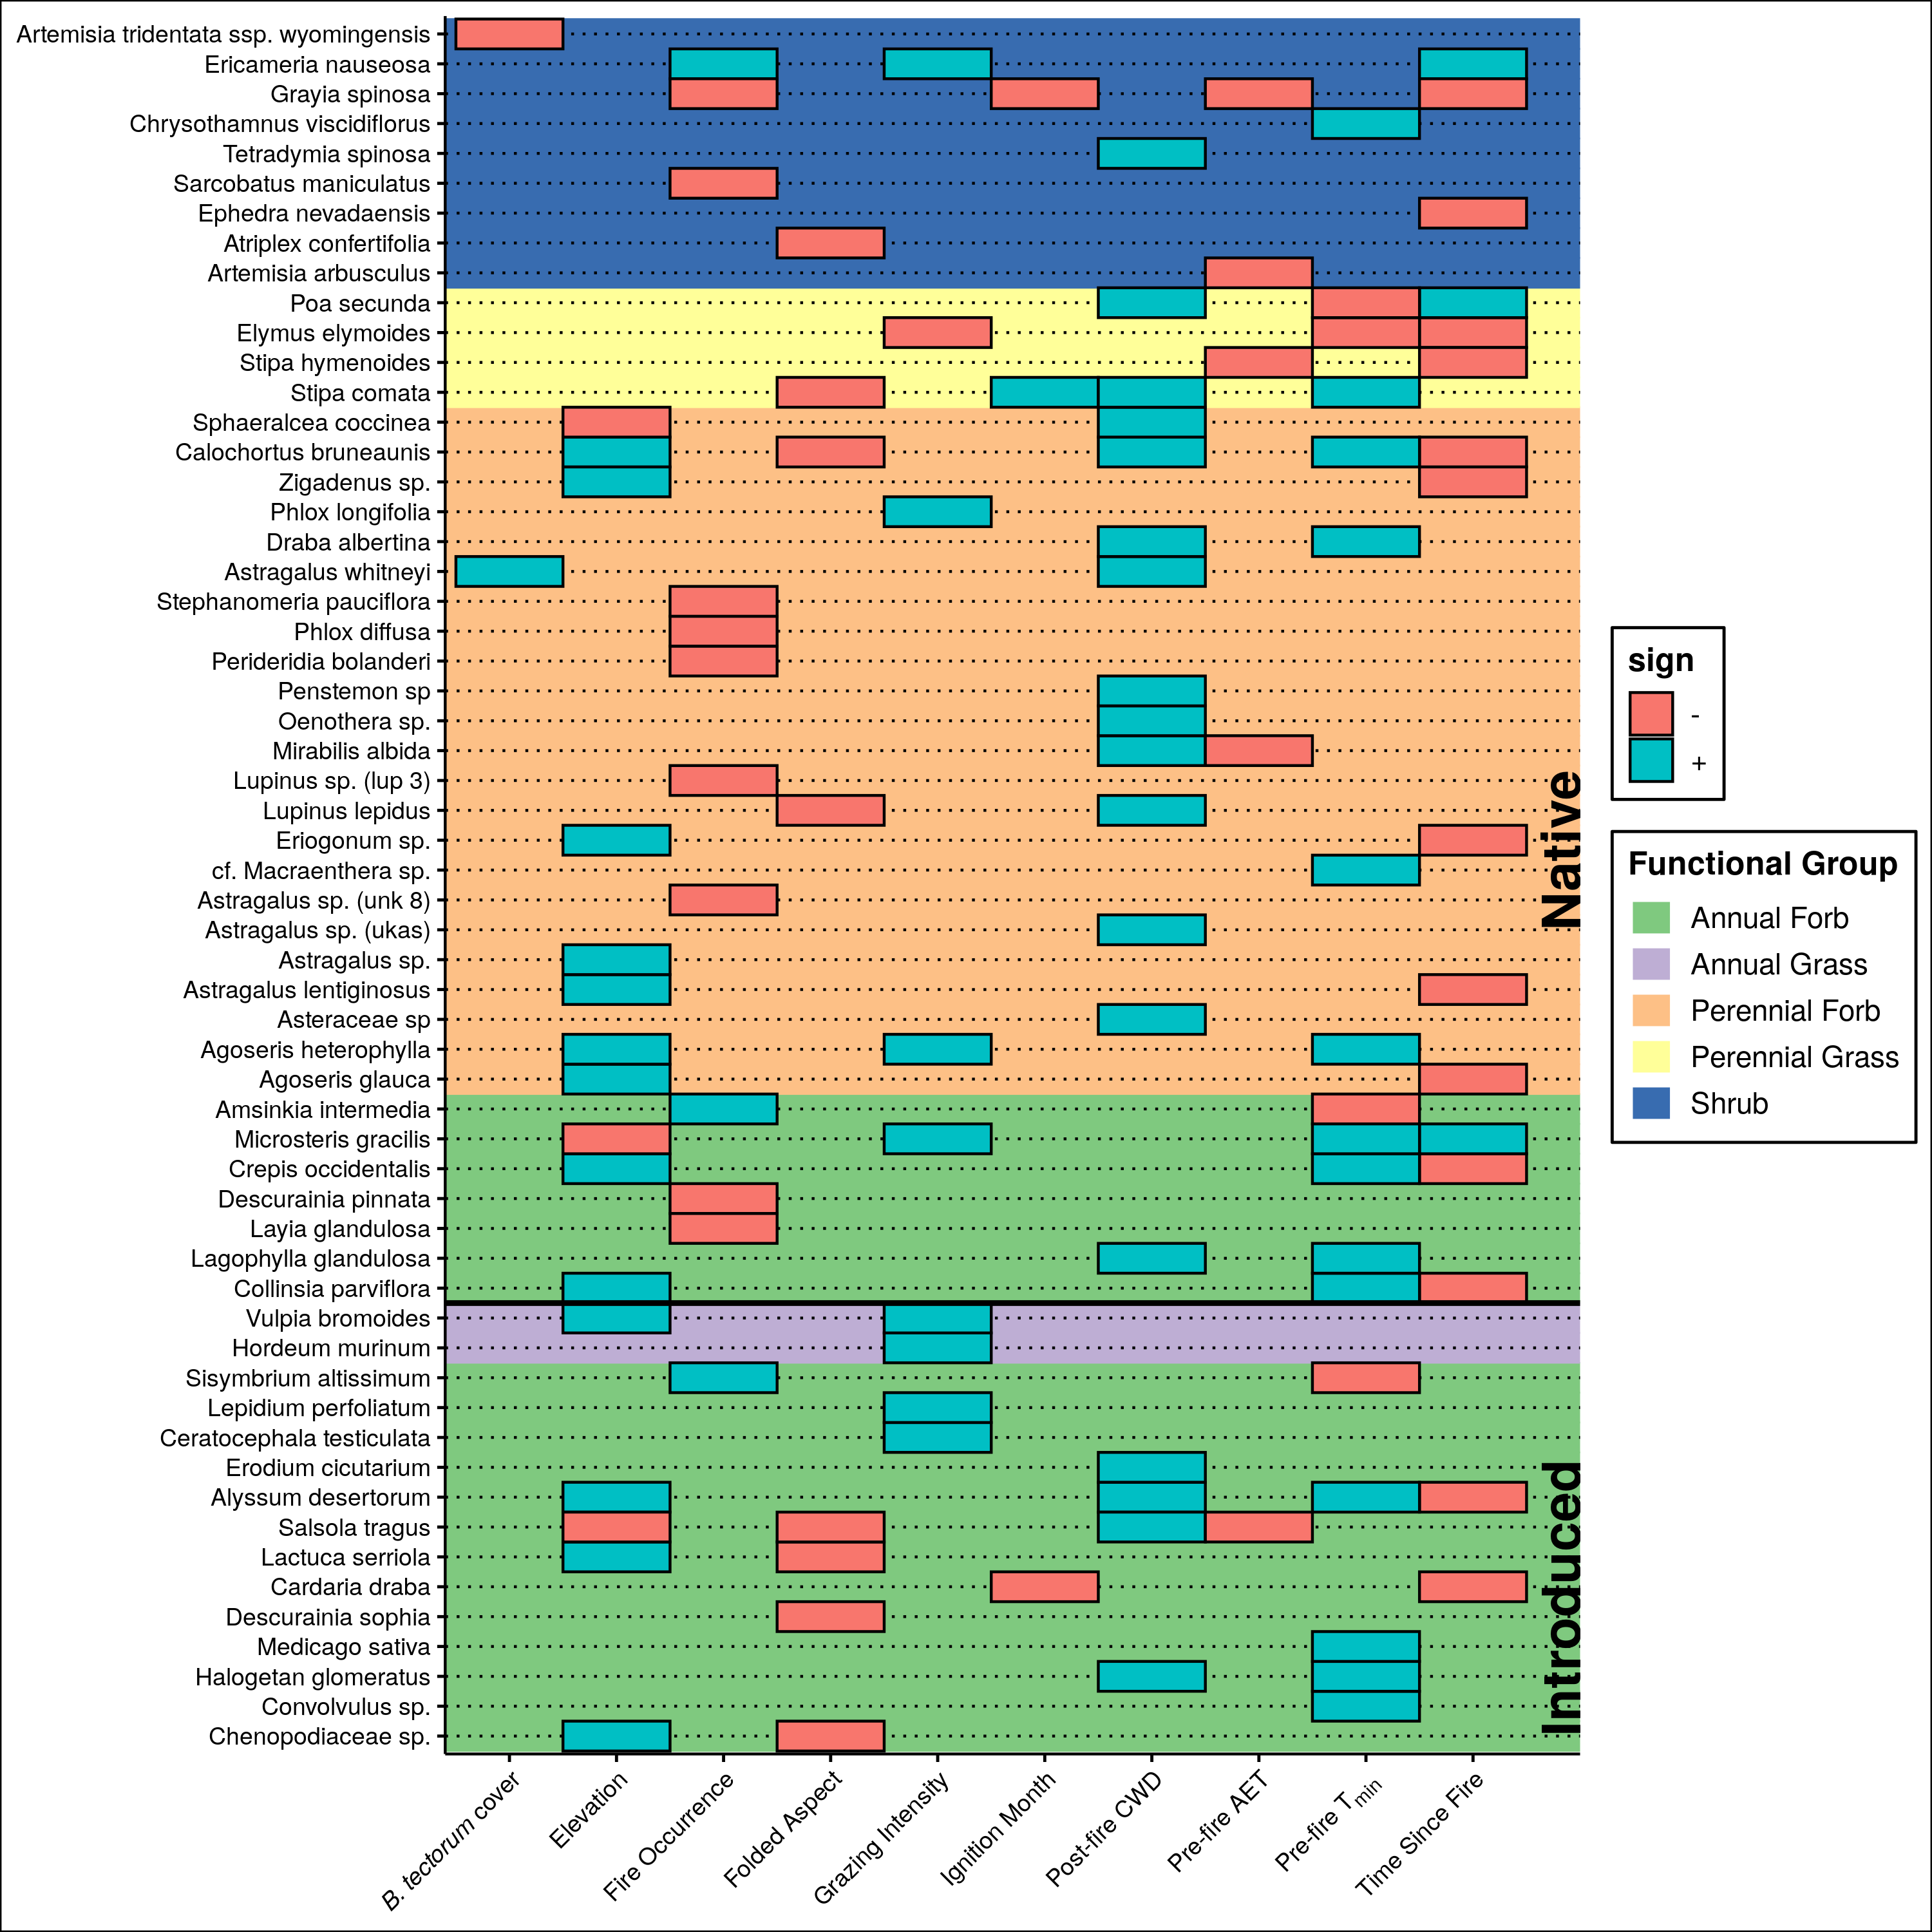 Artemisia tridentata ssp. wyomingensis
Ericameria nauseosa
Grayia spinosa
Chrysothamnus viscidiflorus
Tetradymia spinosa
Sarcobatus maniculatus
Ephedra nevadaensis
Atriplex confertifolia
Artemisia arbusculus
Poa secunda
Elymus elymoides
Stipa hymenoides
Stipa comata
Sphaeralcea coccinea
Calochortus bruneaunis
Zigadenus sp.
Phlox longifolia
Draba albertina
Astragalus whitneyi
Stephanomeria pauciflora
Phlox diffusa
Perideridia bolanderi
Penstemon sp
Oenothera sp.
Mirabilis albida
Lupinus sp. (lup 3)
Lupinus lepidus
Eriogonum sp.
cf. Macraenthera sp.
Astragalus sp. (unk 8)
Astragalus sp. (ukas)
Astragalus sp.
Astragalus lentiginosus
Asteraceae sp
Agoseris heterophylla
Agoseris glauca
Amsinkia intermedia
Microsteris gracilis
Crepis occidentalis
Descurainia pinnata
Layia glandulosa
Lagophylla glandulosa
Collinsia parviflora
Vulpia bromoides
Hordeum murinum
Sisymbrium altissimum
Lepidium perfoliatum
Ceratocephala testiculata
Erodium cicutarium
Alyssum desertorum
Salsola tragus
Lactuca serriola
Cardaria draba
Descurainia sophia
Medicago sativa
Halogetan glomeratus
Convolvulus sp.
Chenopodiaceae sp.
B. tectorum cover
Elevation
Fire Occurrence
Folded Aspect
Grazing Intensity
Ignition Month
Post-fire CWD
Pre-fire AET
Pre-fire Tmin
Time Since Fire
Native
Introduced
sign
-
+
Functional Group
Annual Forb
Annual Grass
Perennial Forb
Perennial Grass
Shrub